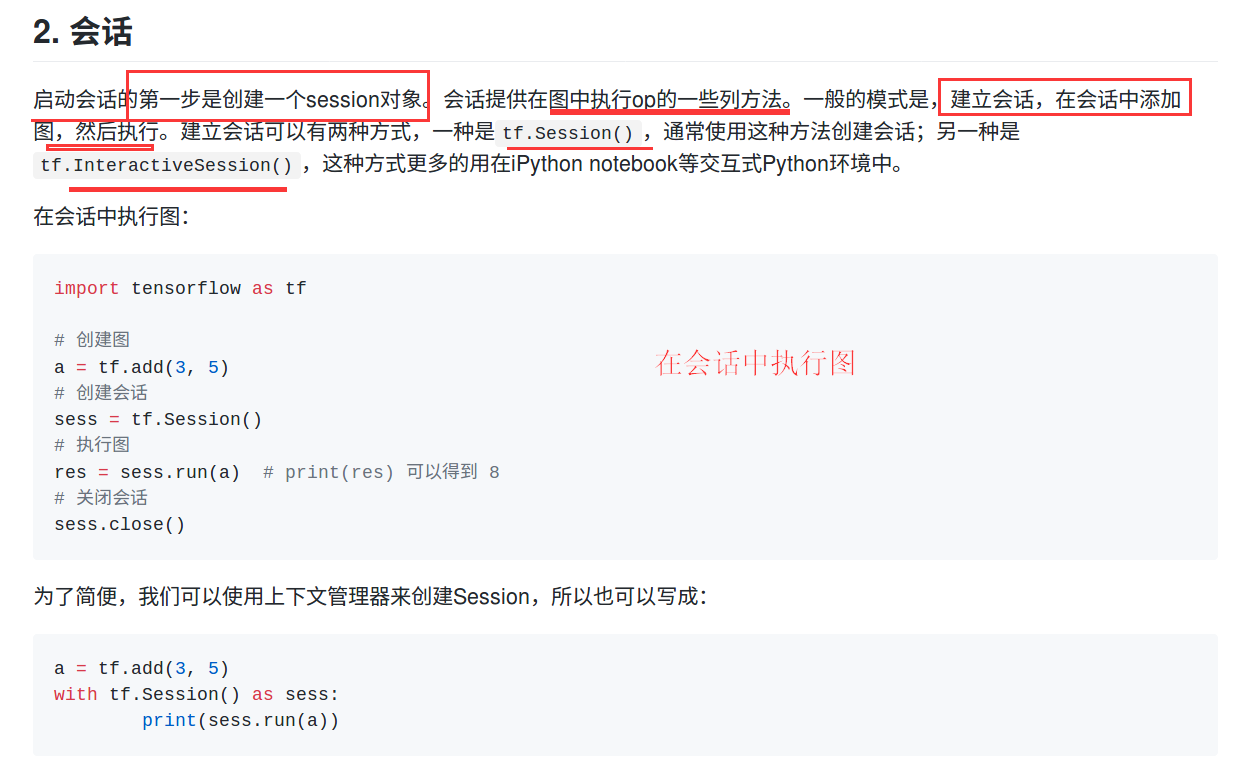 2. 会话
启动会话的第一步是创建一个session对象。会话提供在图中执行op的一些列方法。一般的模式是，建立会话，在会话中添加
图，然后执行。建立会话可以有两种方式，一种是 tf.Session() ，通常使用这种方法创建会话；另一种是
tf.InteractiveSession() ，这种方式更多的用在iPython notebook等交互式Python环境中。
在会话中执行图：
import tensorflow as tf
# 创建图
a = tf.add(3, 5)
# 创建会话
sess = tf.Session()
# 执行图
res = sess.run(a)  # print(res) 可以得到 8
# 关闭会话
sess.close()
在会话中执行图
为了简便，我们可以使用上下文管理器来创建Session，所以也可以写成：
a = tf.add(3, 5)
with tf.Session() as sess:
        print(sess.run(a))